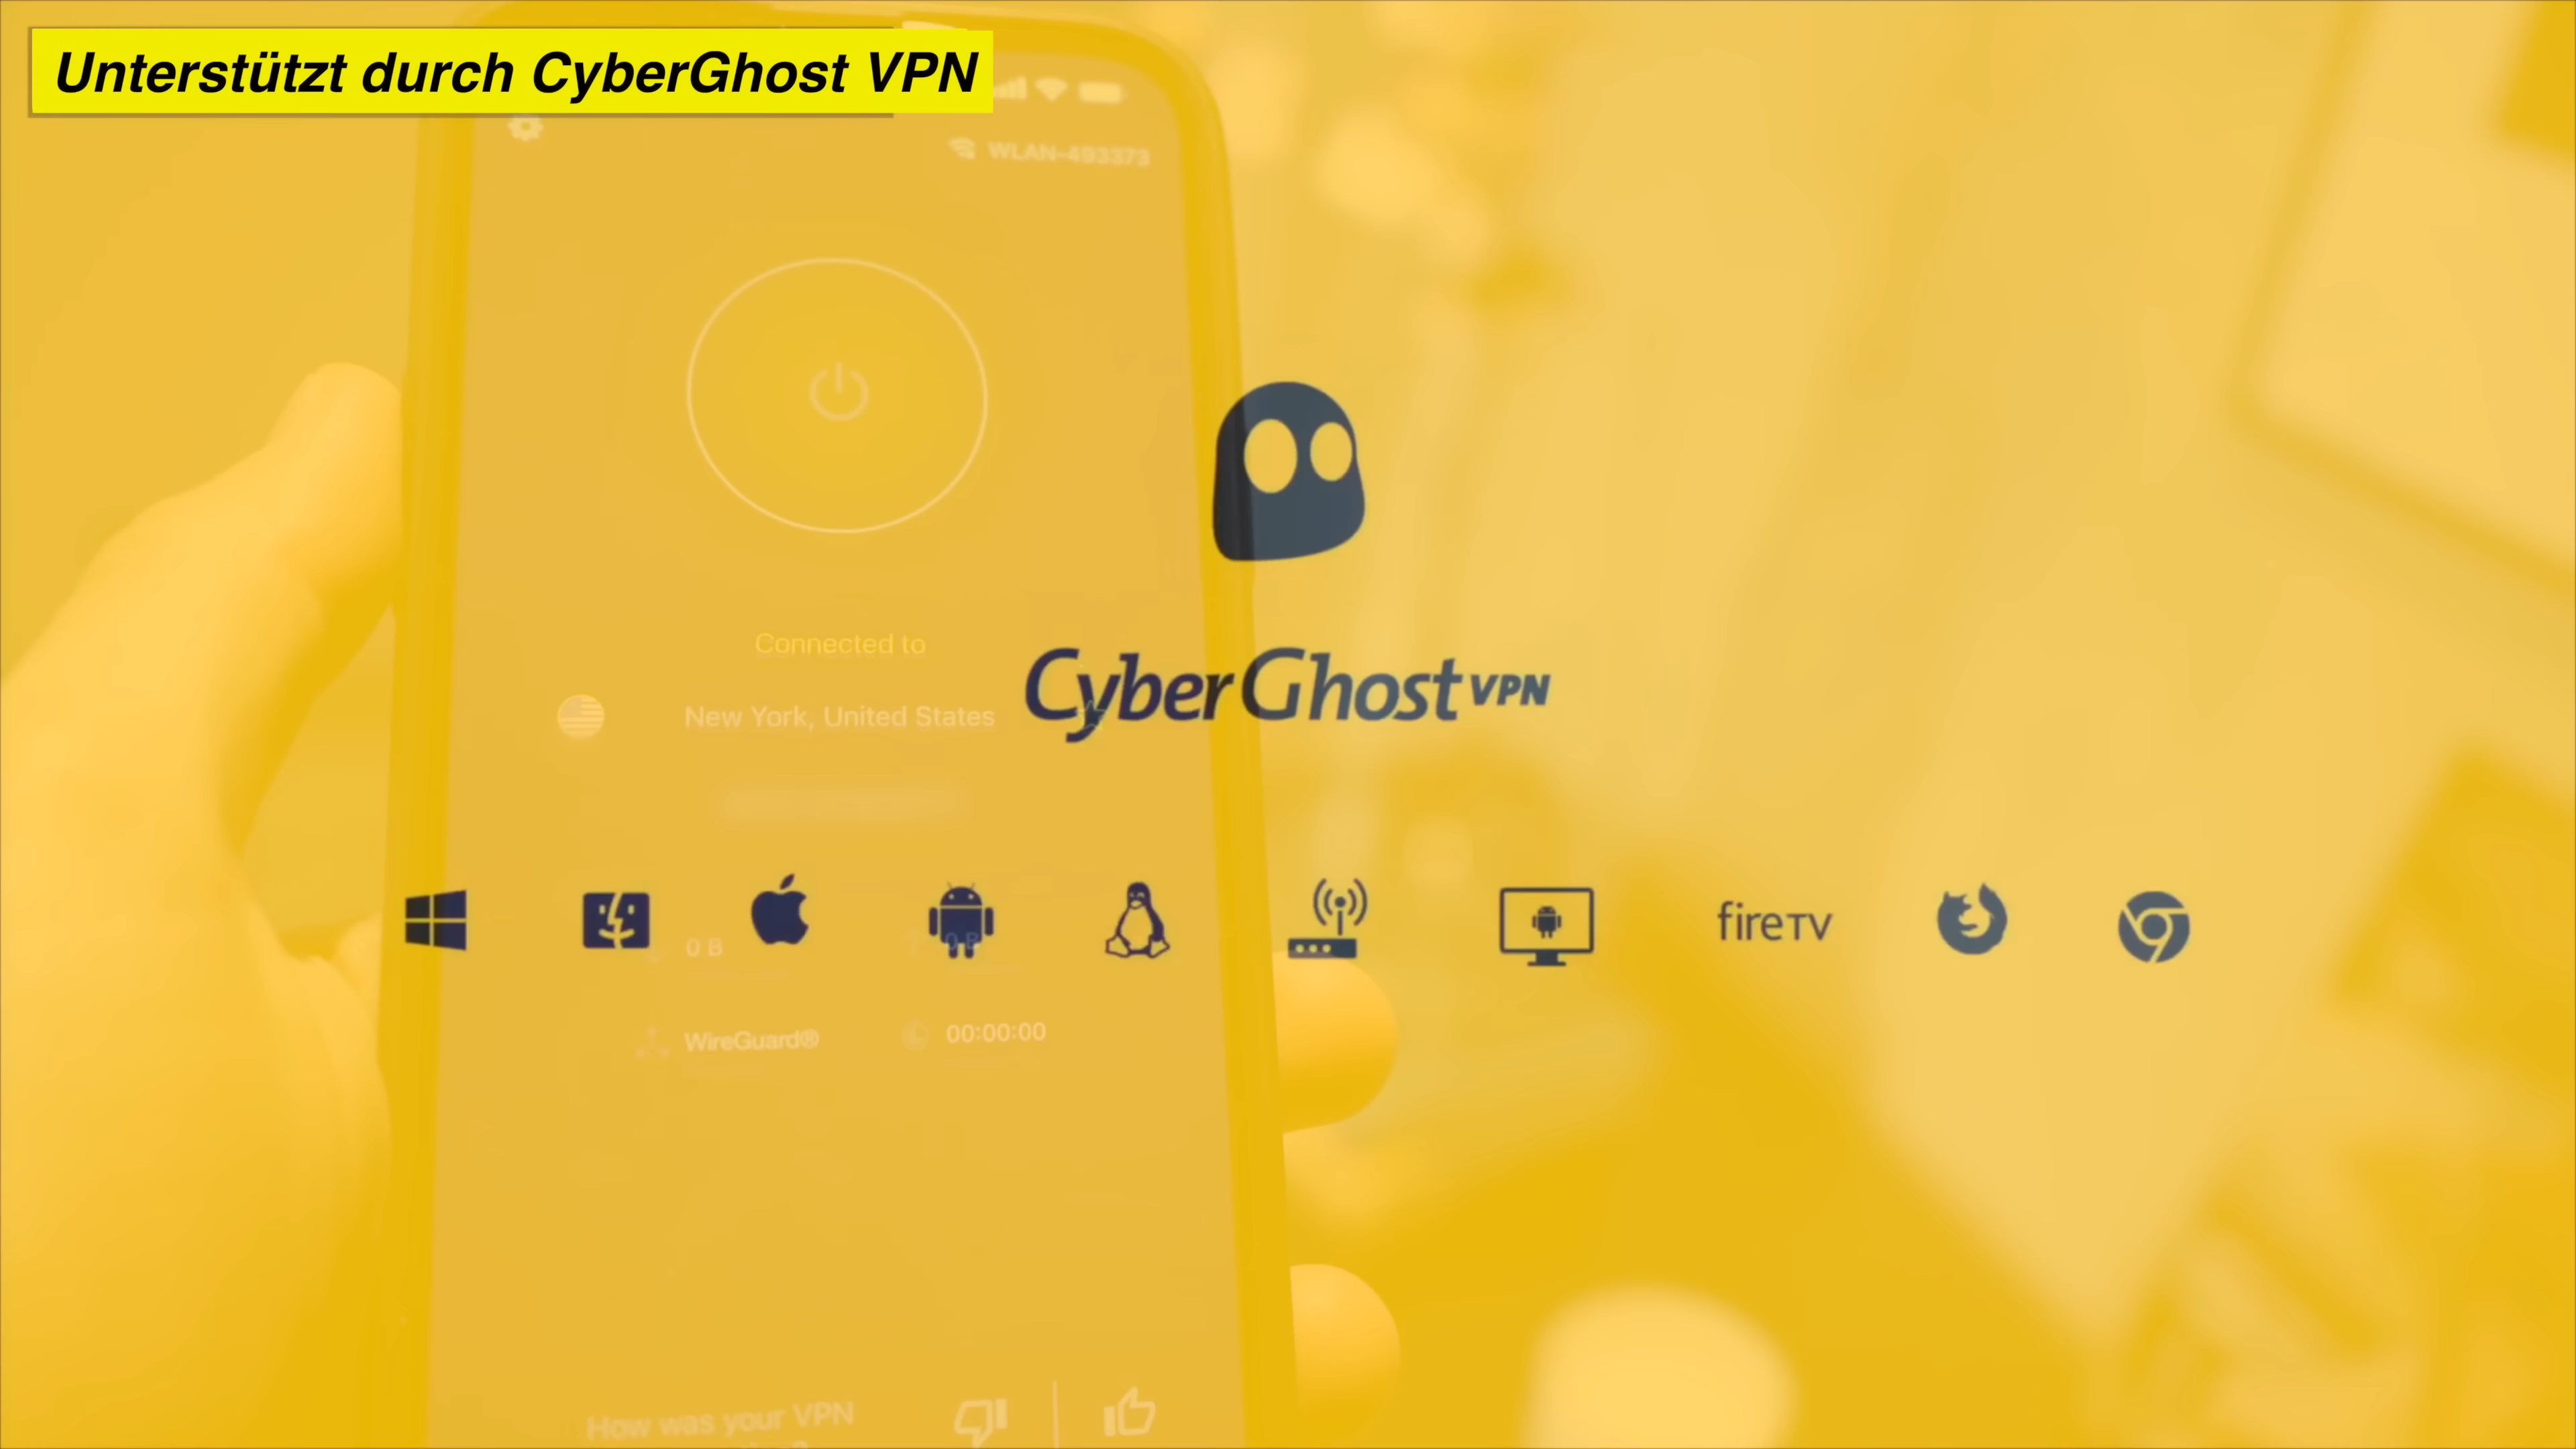 Unterstützt durch CyberGhost VPN
WLAN-493373
CyberGhost VPN
Connected to
New York, United States
fireTV
0 B
0 B
WireGuard®
00:00:00
How was your VPN